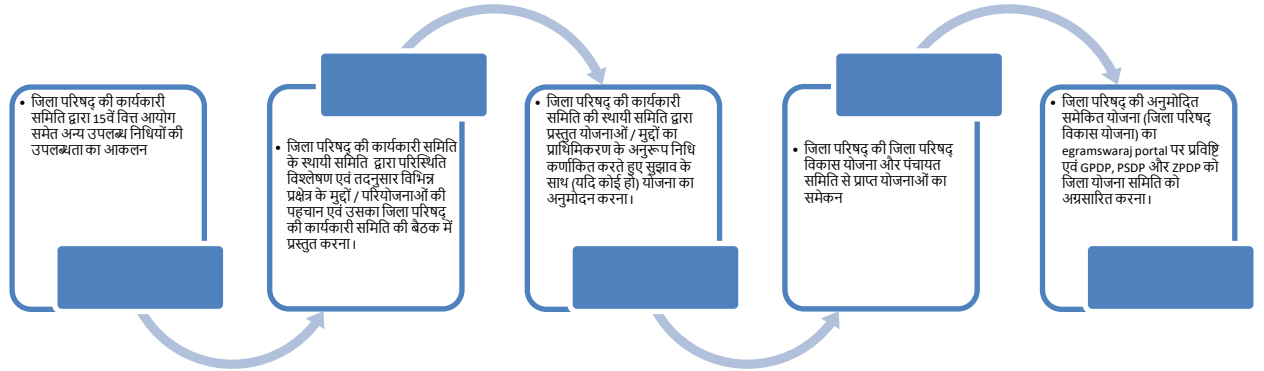 • जिला परिषद् की कार्यकारी
समिति द्वारा 15वें वित्त आयोग
समेत अन्य उपलब्ध निधियों की
उपलब्धता का आकलन
• जिला परिषद् की कार्यकारी समिति
के स्थायी समिति द्वारा परिस्थिति
विश्लेषण एवं तदनुसार विभिन्न
प्रक्षेत्र के मुद्दों / परियोजनाओं की
पहचान एवं उसका जिला परिषद्
की कार्यकारी समिति की बैठक में
प्रस्तुत करना।
• जिला परिषद् की कार्यकारी
समिति की स्थायी समिति द्वारा
प्रस्तुत योजनाओं / मुद्दों का
प्राथमिकरण के अनुरूप निधि
कर्णाकित करते हुए सुझाव के
साथ (यदि कोई हो) योजना का
अनुमोदन करना।
• जिला परिषद् की जिला परिषद्
विकास योजना और पंचायत
समिति से प्राप्त योजनाओं का
समेकन
• जिला परिषद् की अनुमोदित
समेकित योजना (जिला परिषद्
विकास योजना) का
egramswaraj portal पर प्रविष्टि
एवं GPDP, PSDP और ZPDP को
जिला योजना समिति को
अग्रसारित करना।